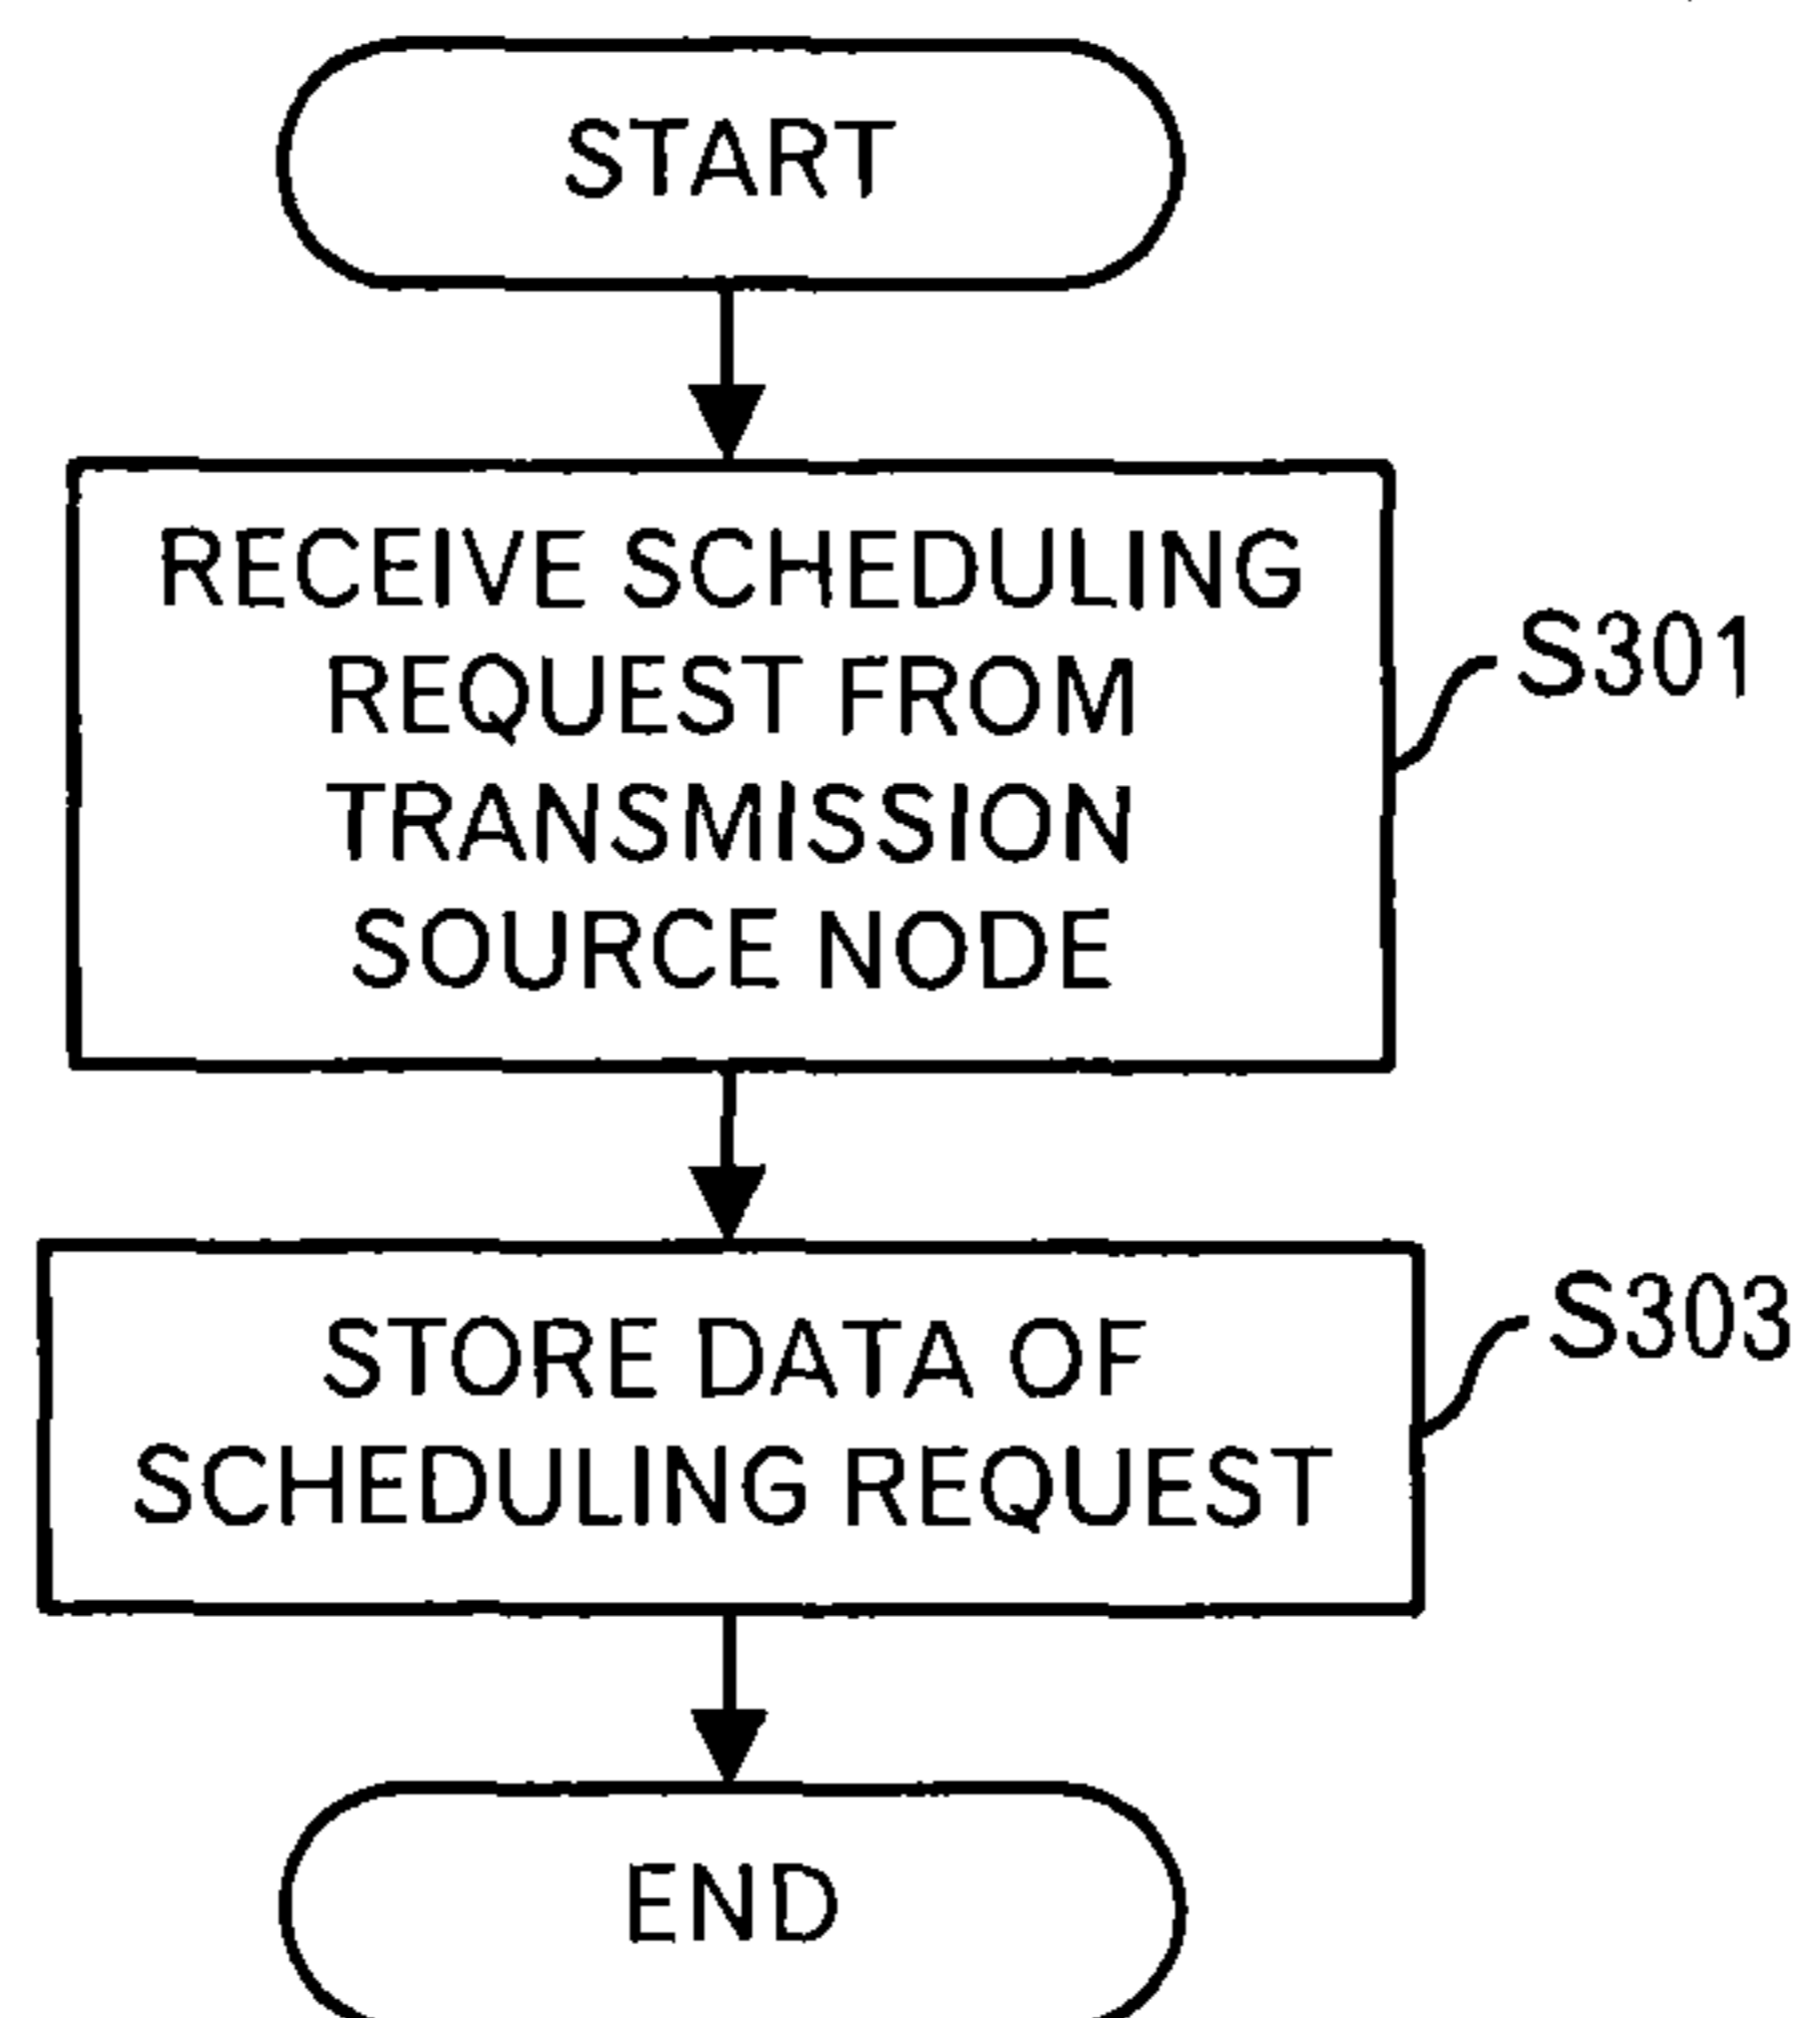 START
RECEIVE SCHEDULING
REQUEST FROM
TRANSMISSION
SOURCE NODE
S301
STORE DATA OF
SCHEDULING REQUEST
S303
END